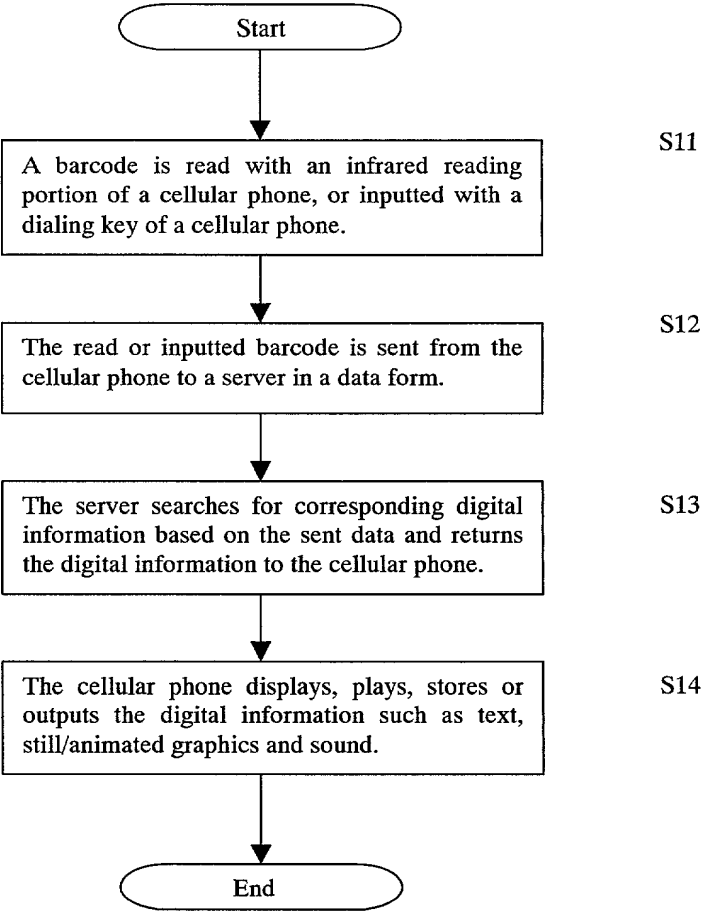 Start
S11
A barcode is read with an infrared reading
portion of a cellular phone, or inputted with a
dialing key of a cellular phone.
S12
The read or inputted barcode is sent from the
cellular phone to a server in a data form.
S13
The server searches for corresponding digital
information based on the sent data and returns
the digital information to the cellular phone.
S14
The cellular phone displays, plays, stores or
outputs the digital information such as text,
still/animated graphics and sound.
End